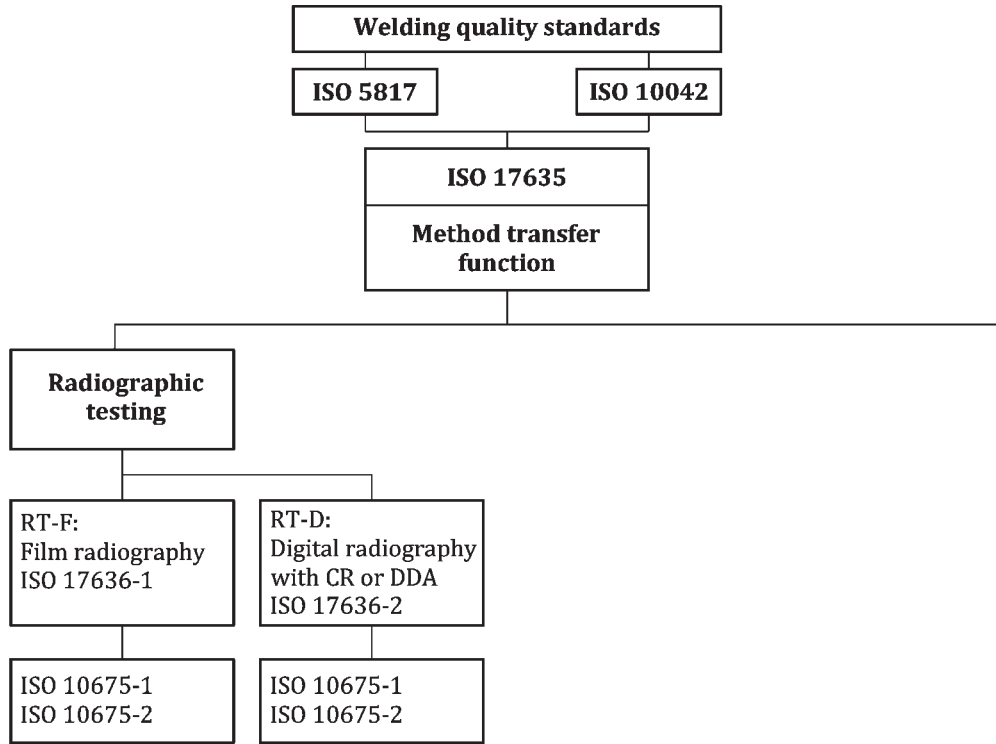 Welding quality standards
ISO 5817
ISO 10042
ISO 17635
Method transfer
function
Radiographic
testing
RT-F:
Film radiography
ISO 17636-1
RT-D:
Digital radiography
with CR or DDA
ISO 17636-2
ISO 10675-1
ISO 10675-2
ISO 10675-1
ISO 10675-2